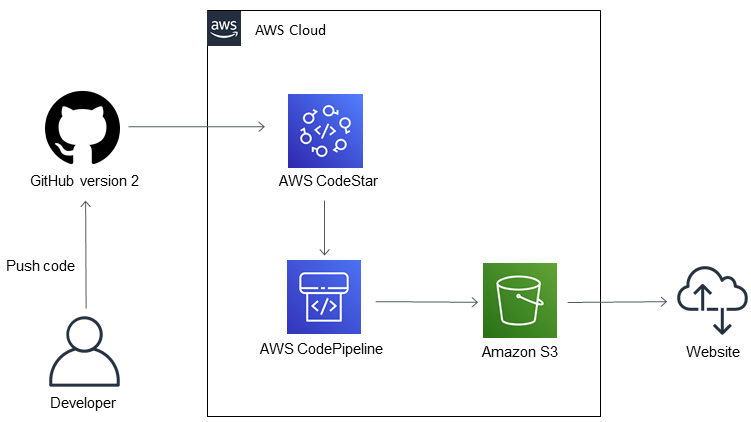 aws
AWS Cloud
GitHub version 2
AWS CodeStar
Push code
AWS CodePipeline
Amazon S3
Website
Developer